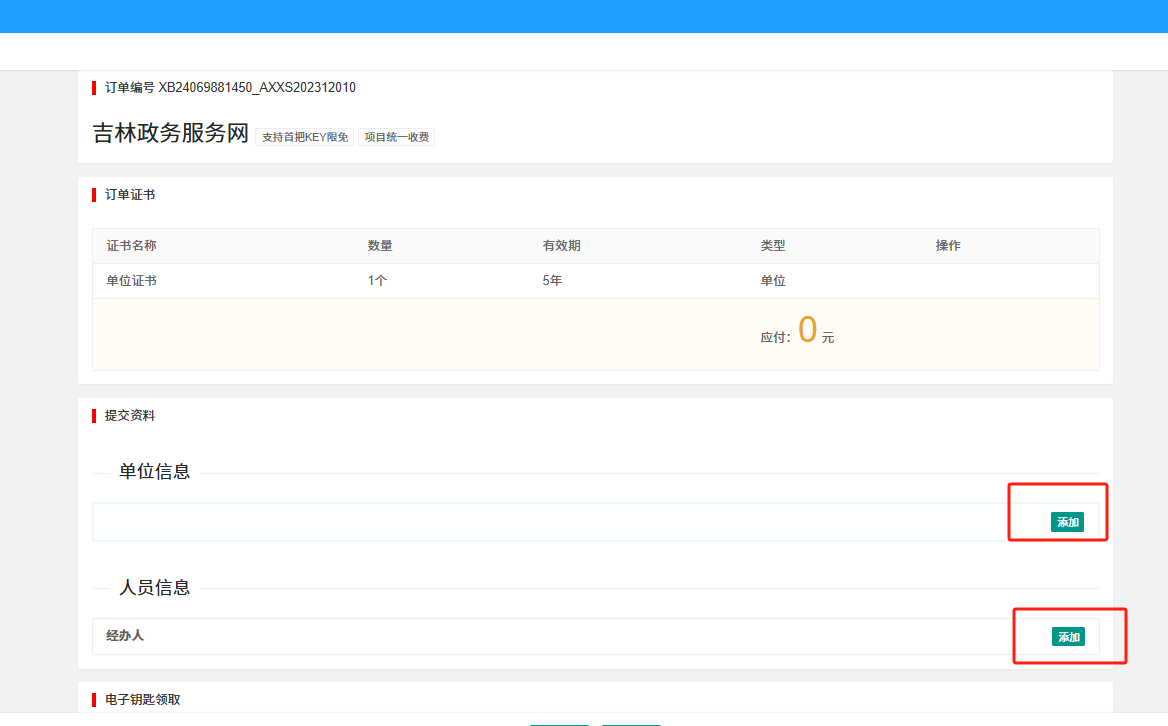 订单编号 XB24069881450_AXXS202312010
吉林政务服务网 支持首把KEY限免 项目统一收费
订单证书
证书名称 数量 有效期 类型 操作
单位证书 1个 5年 单位
应付：0 元
提交资料
单位信息
添加
人员信息
经办人 添加
电子钥匙领取